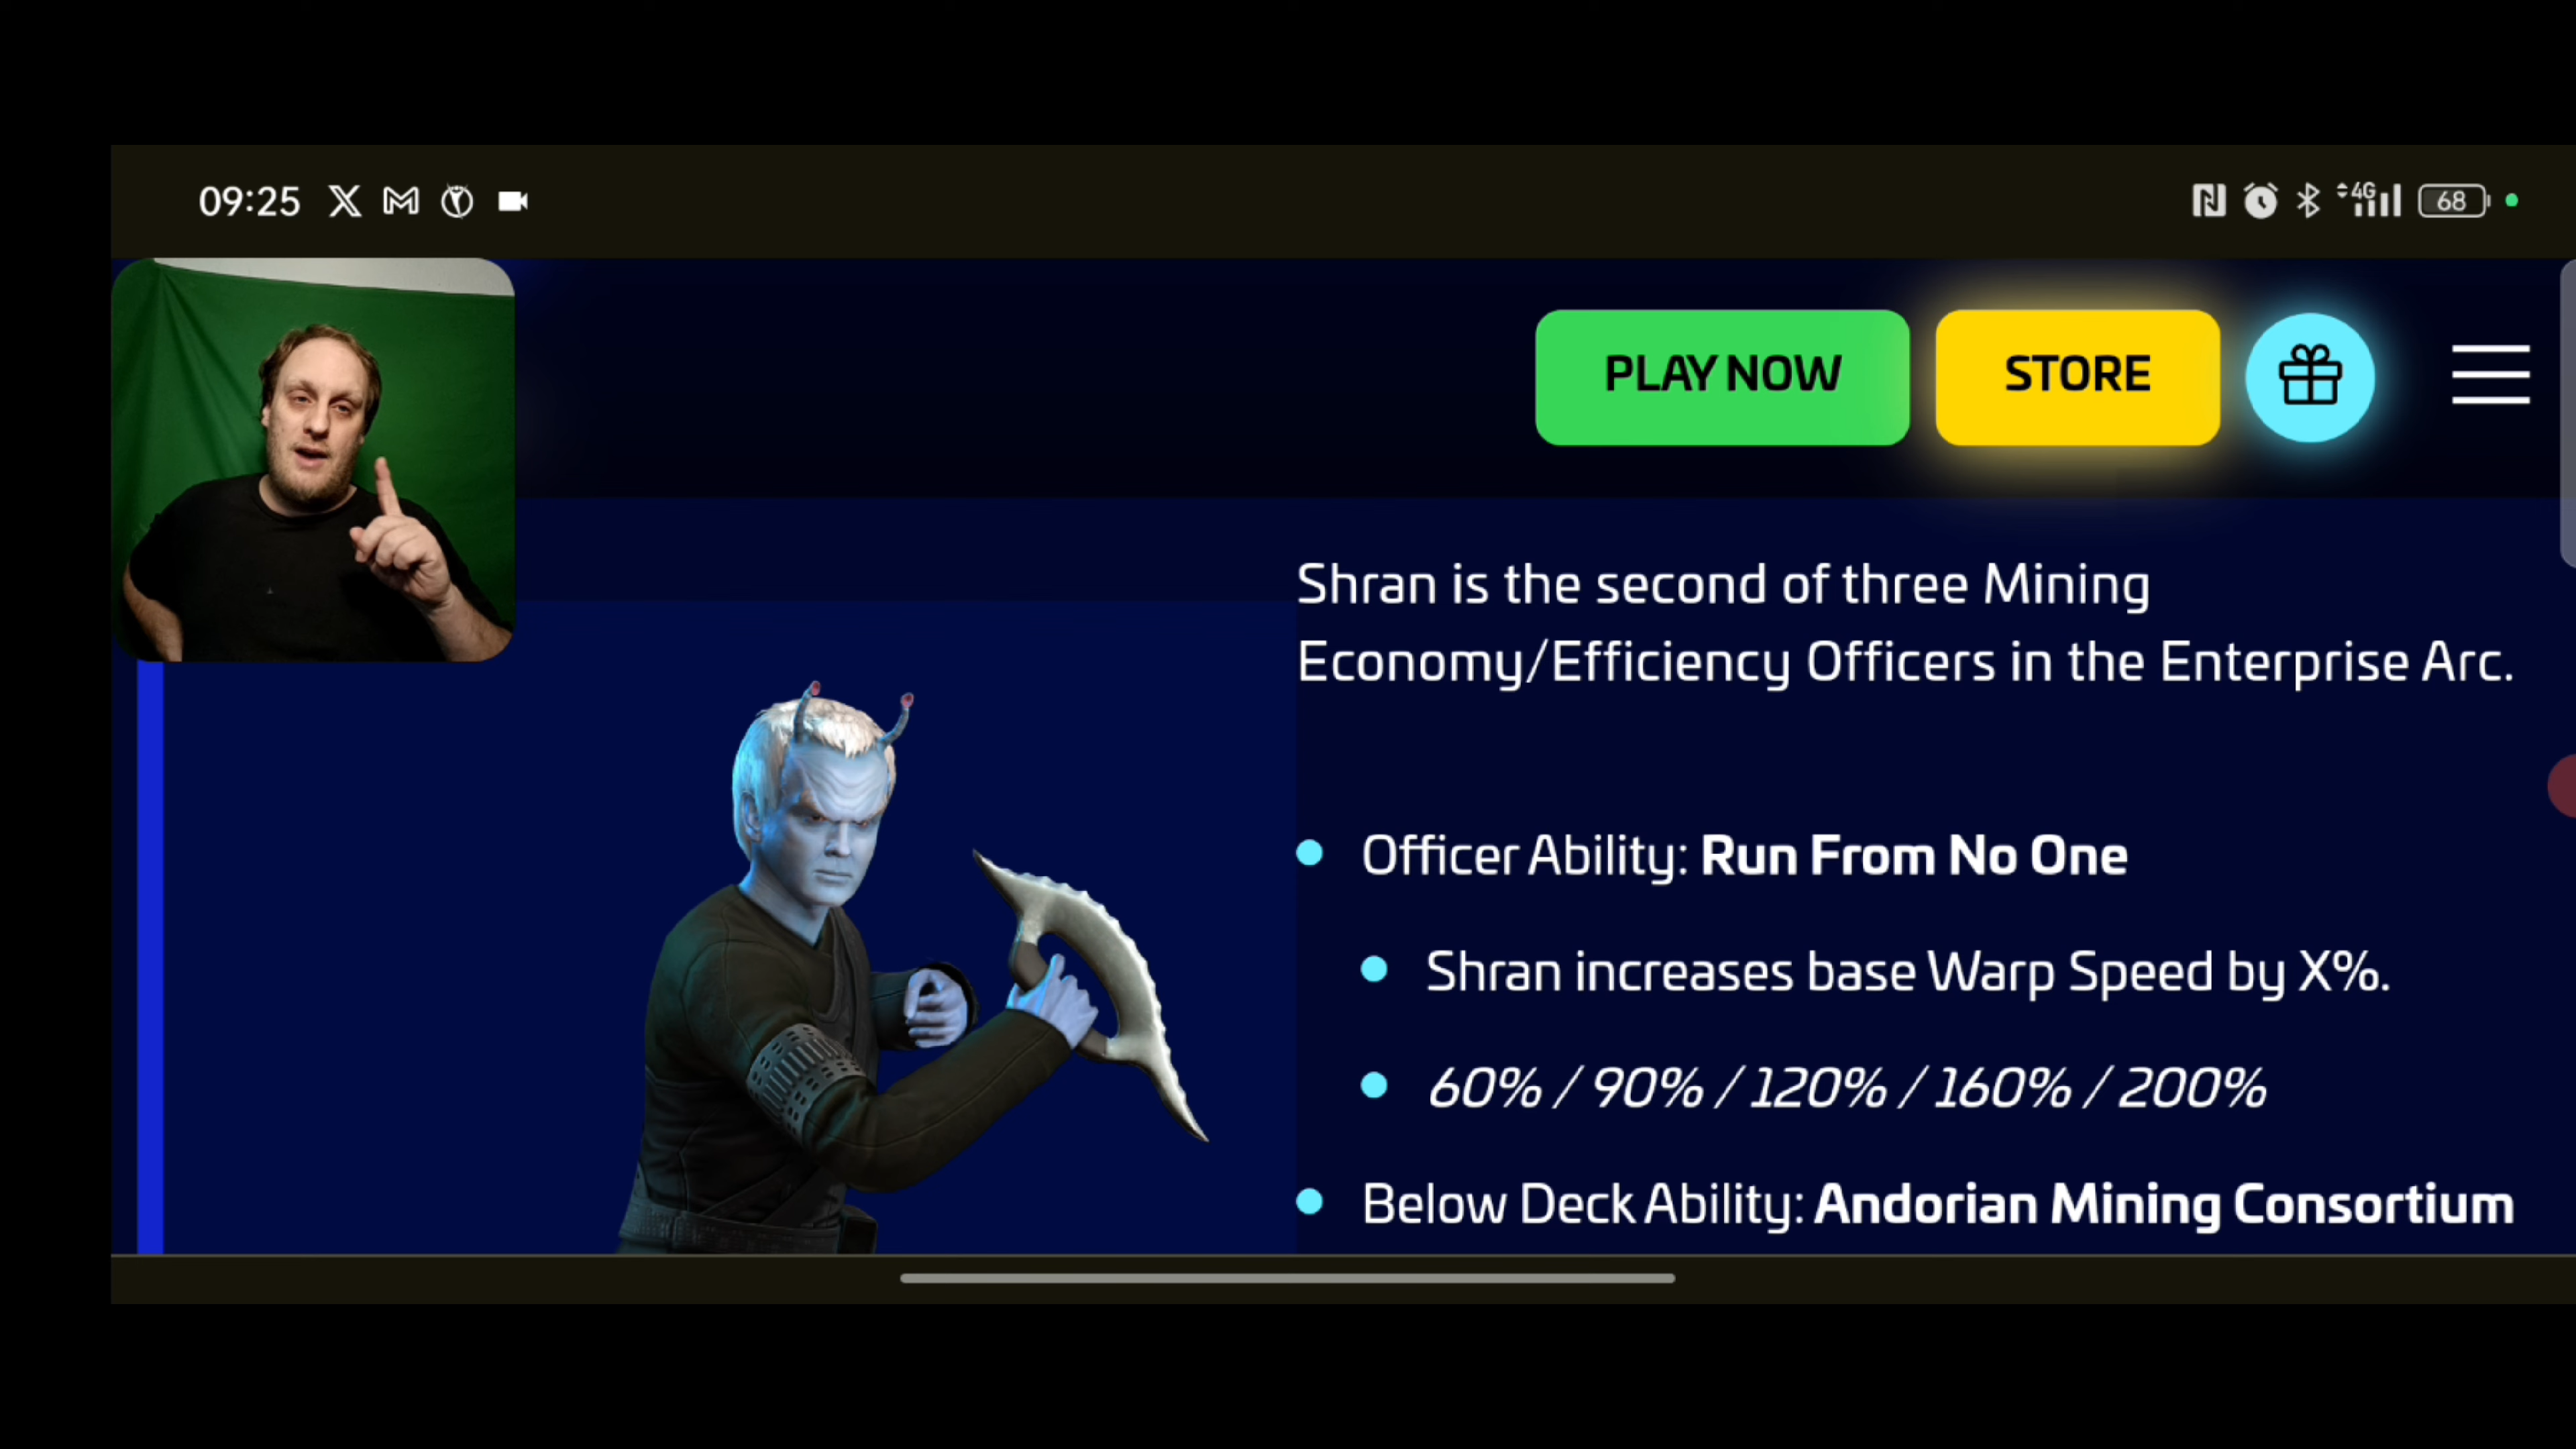 09:25
4G
68
PLAY NOW
STORE
Shran is the second of three Mining
Economy/Efficiency Officers in the Enterprise Arc.
Officer Ability: Run From No One
Shran increases base Warp Speed by X%.
60% / 90% / 120% / 160% / 200%
Below Deck Ability: Andorian Mining Consortium